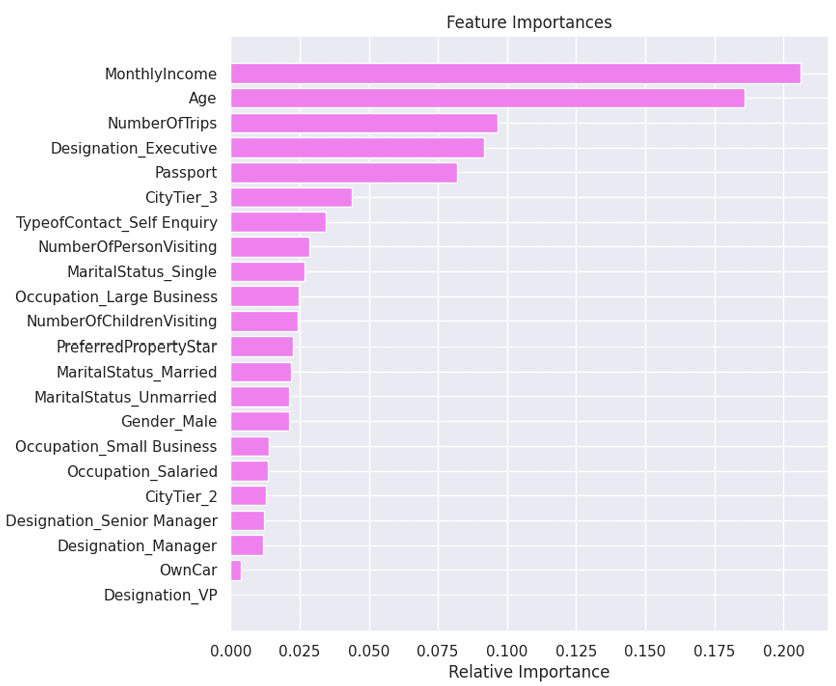 Feature Importances
MonthlyIncome
Age
NumberOfTrips
Designation_Executive
Passport
CityTier_3
TypeofContact_Self Enquiry
NumberOfPersonVisiting
MaritalStatus_Single
Occupation_Large Business
NumberOfChildrenVisiting
PreferredPropertyStar
MaritalStatus_Married
MaritalStatus_Unmarried
Gender_Male
Occupation_Small Business
Occupation_Salaried
CityTier_2
Designation_Senior Manager
Designation_Manager
OwnCar
Designation_VP
0.000 0.025 0.050 0.075 0.100 0.125 0.150 0.175 0.200
Relative Importance